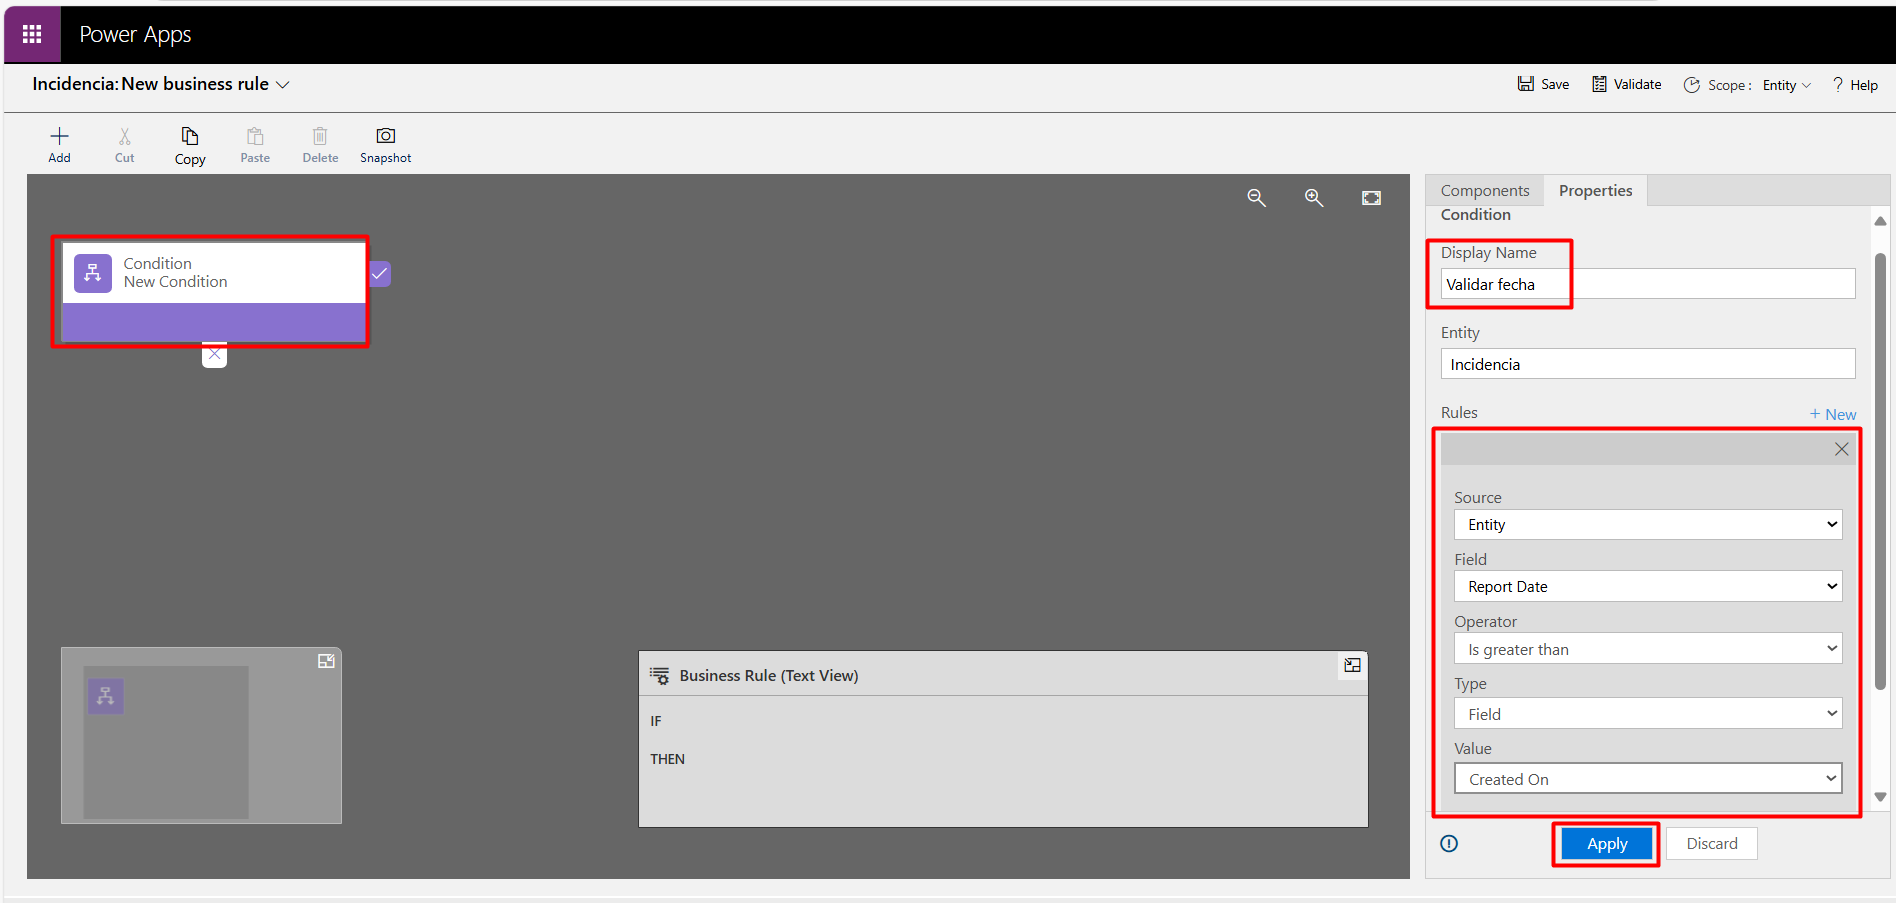 Power Apps
Incidencia: New business rule
Save
Validate
Scope :
Entity
? Help
Add
Cut
Copy
Paste
Delete
Snapshot
Condition
New Condition
Business Rule (Text View)
IF
THEN
Components
Properties
Condition
Display Name
Validar fecha
Entity
Incidencia
Rules
+ New
Source
Entity
Field
Report Date
Operator
Is greater than
Type
Field
Value
Created On
Apply
Discard